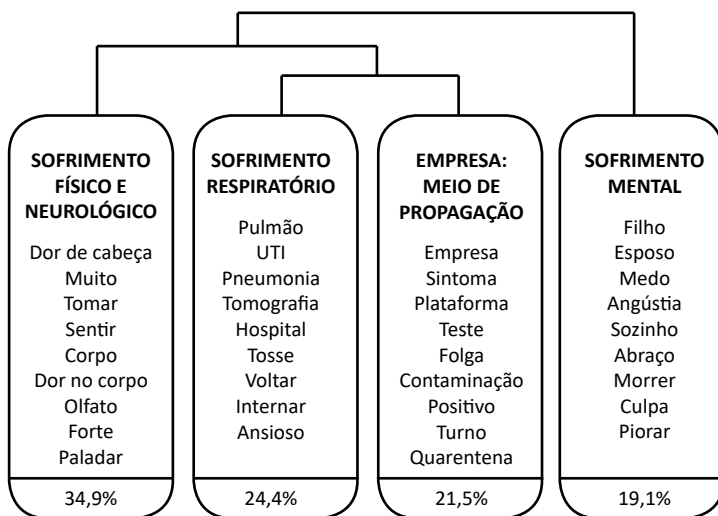 SOFRIMENTO
FÍSICO E
NEUROLÓGICO
Dor de cabeça
Muito
Tomar
Sentir
Corpo
Dor no corpo
Olfato
Forte
Paladar
34,9%
SOFRIMENTO
RESPIRATÓRIO
Pulmão
UTI
Pneumonia
Tomografia
Hospital
Tosse
Voltar
Internar
Ansioso
24,4%
EMPRESA:
MEIO DE
PROPAGAÇÃO
Empresa
Sintoma
Plataforma
Teste
Folga
Contaminação
Positivo
Turno
Quarentena
21,5%
SOFRIMENTO
MENTAL
Filho
Esposo
Medo
Angústia
Sozinho
Abraço
Morrer
Culpa
Piorar
19,1%